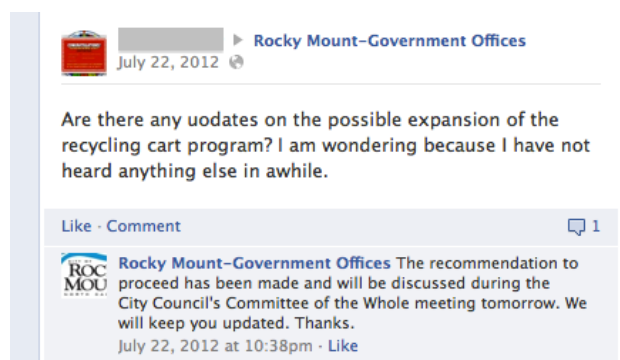 Rocky Mount-Government Offices
July 22, 2012
Are there any uodates on the possible expansion of the
recycling cart program? I am wondering because I have not
heard anything else in awhile.
Like · Comment
1
ROC
MOU
Rocky Mount-Government Offices The recommendation to
proceed has been made and will be discussed during the
City Council's Committee of the Whole meeting tomorrow. We
will keep you updated. Thanks.
July 22, 2012 at 10:38pm · Like